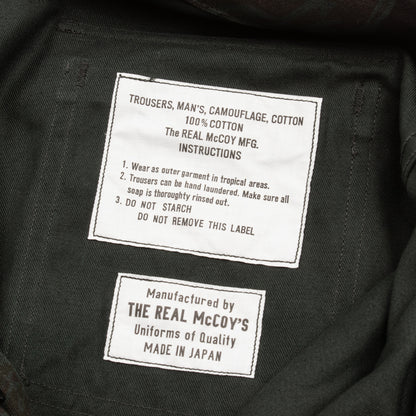 TROUSERS, MAN'S, CAMOUFLAGE, COTTON
100% COTTON
The REAL McCOY MFG.
INSTRUCTIONS
1. Wear as outer garment in tropical areas.
2. Trousers can be hand laundered. Make sure all
soap is thoroughly rinsed out.
3. DO NOT STARCH
DO NOT REMOVE THIS LABEL
Manufactured by
THE REAL McCOY'S
Uniforms of Quality
MADE IN JAPAN